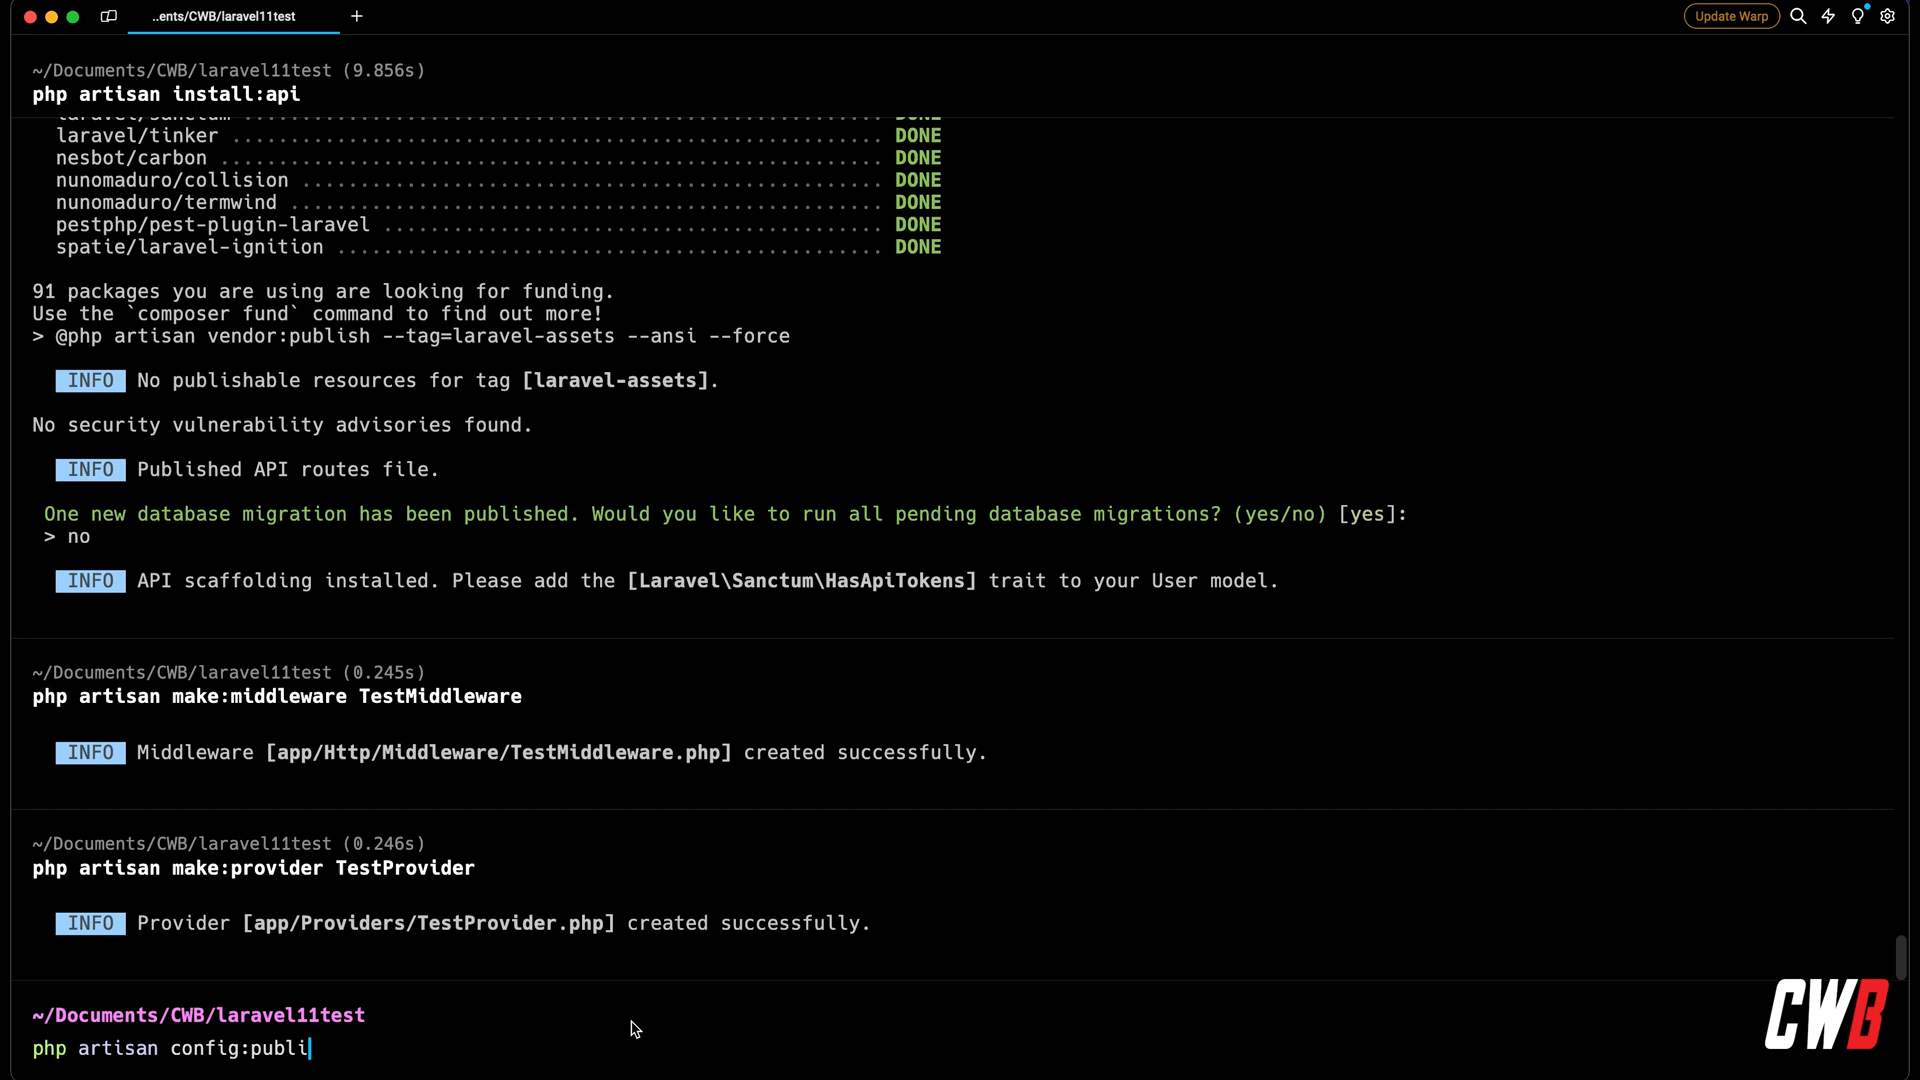 ..ents/CWB/laravel11test
+
Update Warp
~/Documents/CWB/laravel11test (9.856s)
php artisan install:api
laravel/sanctum ........................................................ DONE
laravel/tinker ........................................................ DONE
nesbot/carbon ......................................................... DONE
nunomaduro/collision .................................................. DONE
nunomaduro/termwind ................................................... DONE
pestphp/pest-plugin-laravel ........................................... DONE
spatie/laravel-ignition ............................................... DONE
91 packages you are using are looking for funding.
Use the `composer fund` command to find out more!
> @php artisan vendor:publish --tag=laravel-assets --ansi --force
INFO No publishable resources for tag [laravel-assets].
No security vulnerability advisories found.
INFO Published API routes file.
One new database migration has been published. Would you like to run all pending database migrations? (yes/no) [yes]:
> no
INFO API scaffolding installed. Please add the [Laravel\Sanctum\HasApiTokens] trait to your User model.
~/Documents/CWB/laravel11test (0.245s)
php artisan make:middleware TestMiddleware
INFO Middleware [app/Http/Middleware/TestMiddleware.php] created successfully.
~/Documents/CWB/laravel11test (0.246s)
php artisan make:provider TestProvider
INFO Provider [app/Providers/TestProvider.php] created successfully.
~/Documents/CWB/laravel11test
php artisan config:publi
CWB